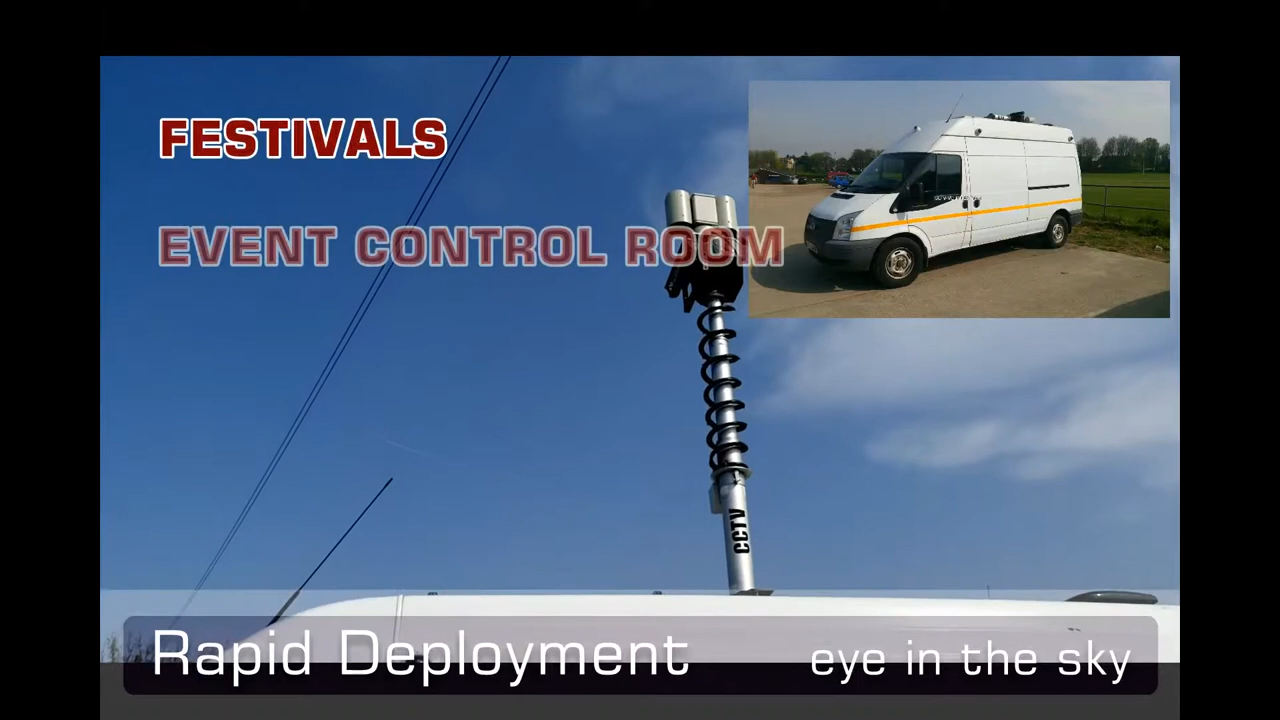 FESTIVALS
EVENT CONTROL ROOM
CCTV
Rapid Deployment
eye in the sky